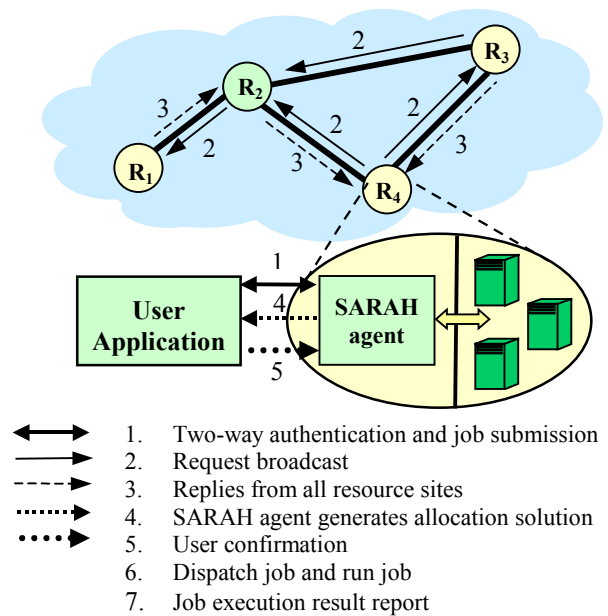 2
R3
R2
3
2
2
2
3
3
R1
R4
1
User
Application
4
SARAH
agent
5
1. Two-way authentication and job submission
2. Request broadcast
3. Replies from all resource sites
4. SARAH agent generates allocation solution
5. User confirmation
6. Dispatch job and run job
7. Job execution result report